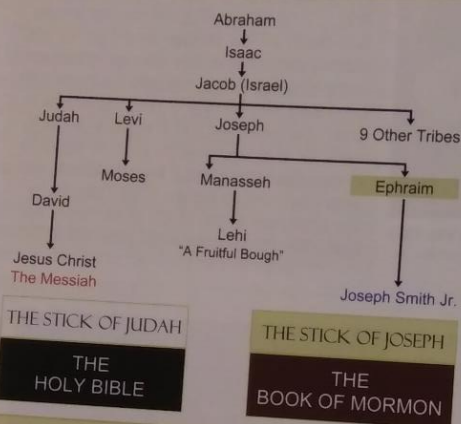 Abraham
Isaac
Jacob (Israel)
Judah
Levi
Joseph
9 Other Tribes
Moses
Manasseh
Ephraim
David
Lehi
"A Fruitful Bough"
Jesus Christ
The Messiah
Joseph Smith Jr.
THE STICK OF JUDAH
THE
HOLY BIBLE
THE STICK OF JOSEPH
THE
BOOK OF MORMON